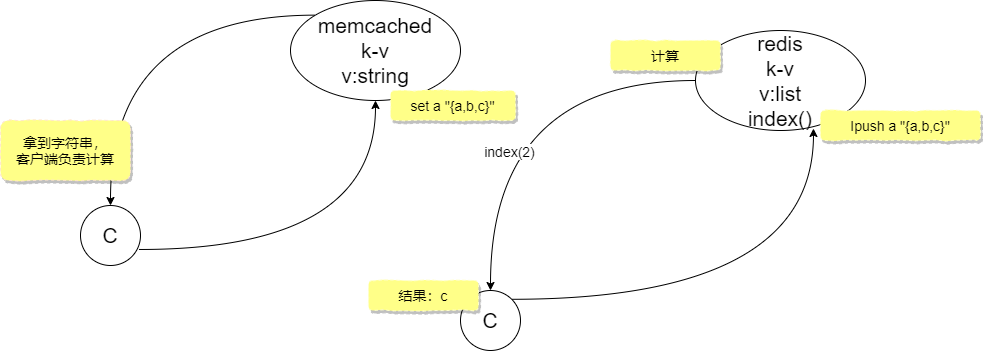 memcached
k-v
v:string
set a "{a,b,c}"
拿到字符串，
客户端负责计算
C
计算
redis
k-v
v:list
index()
lpush a "{a,b,c}"
index(2)
结果：c
C